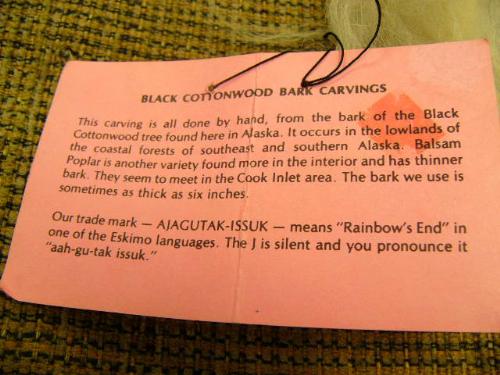 BLACK COTTONWOOD BARK CARVINGS
This carving is all done by hand, from the bark of the Black
Cottonwood tree found here in Alaska. It occurs in the lowlands of
the coastal forests of southeast and southern Alaska. Balsam
Poplar is another variety found more in the interior and has thinner
bark. They seem to meet in the Cook Inlet area. The bark we use is
sometimes as thick as six inches.
Our trade mark — AJAGUTAK-ISSUK — means "Rainbow's End" in
one of the Eskimo languages. The J is silent and you pronounce it
"aah-gu-tak issuk."